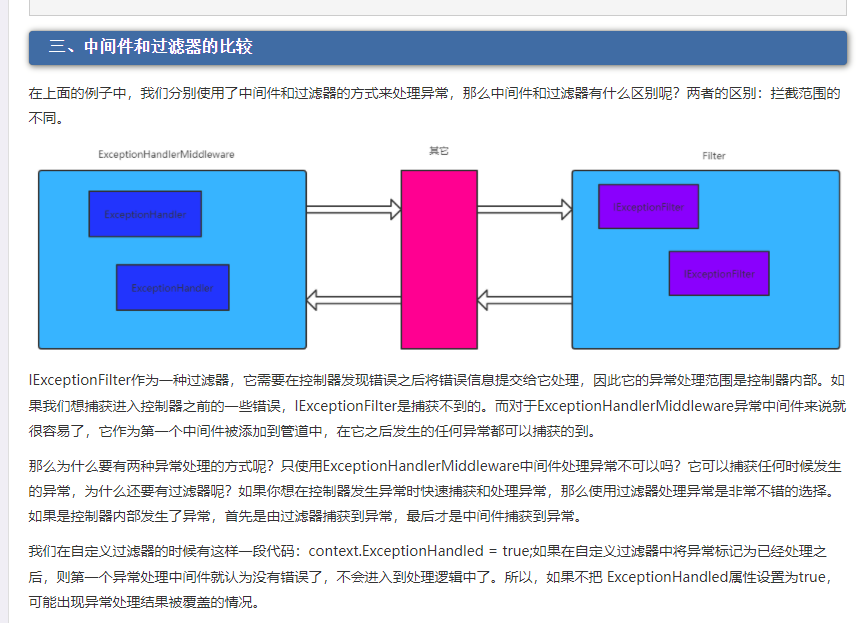 三、中间件和过滤器的比较
在上面的例子中，我们分别使用了中间件和过滤器的方式来处理异常，那么中间件和过滤器有什么区别呢？两者的区别：拦截范围的
不同。
ExceptionHandlerMiddleware
其它
Filter
ExceptionHandler
IExceptionFilter
ExceptionHandler
IExceptionFilter
IExceptionFilter作为一种过滤器，它需要在控制器发现错误之后将错误信息提交给它处理，因此它的异常处理范围是控制器内部。如
果我们想捕获进入控制器之前的一些错误，IExceptionFilter是捕获不到的。而对于ExceptionHandlerMiddleware异常中间件来说就
很容易了，它作为第一个中间件被添加到管道中，在它之后发生的任何异常都可以捕获的到。
那么为什么要有两种异常处理的方式呢？只使用ExceptionHandlerMiddleware中间件处理异常不可以吗？它可以捕获任何时候发生
的异常，为什么还要有过滤器呢？如果你想在控制器发生异常时快速捕获和处理异常，那么使用过滤器处理异常是非常不错的选择。
如果是控制器内部发生了异常，首先是由过滤器捕获到异常，最后才是中间件捕获到异常。
我们在自定义过滤器的时候有这样一段代码：context.ExceptionHandled = true;如果在自定义过滤器中将异常标记为已经处理之
后，则第一个异常处理中间件就认为没有错误了，不会进入到处理逻辑中了。所以，如果不把 ExceptionHandled属性设置为true，
可能出现异常处理结果被覆盖的情况。